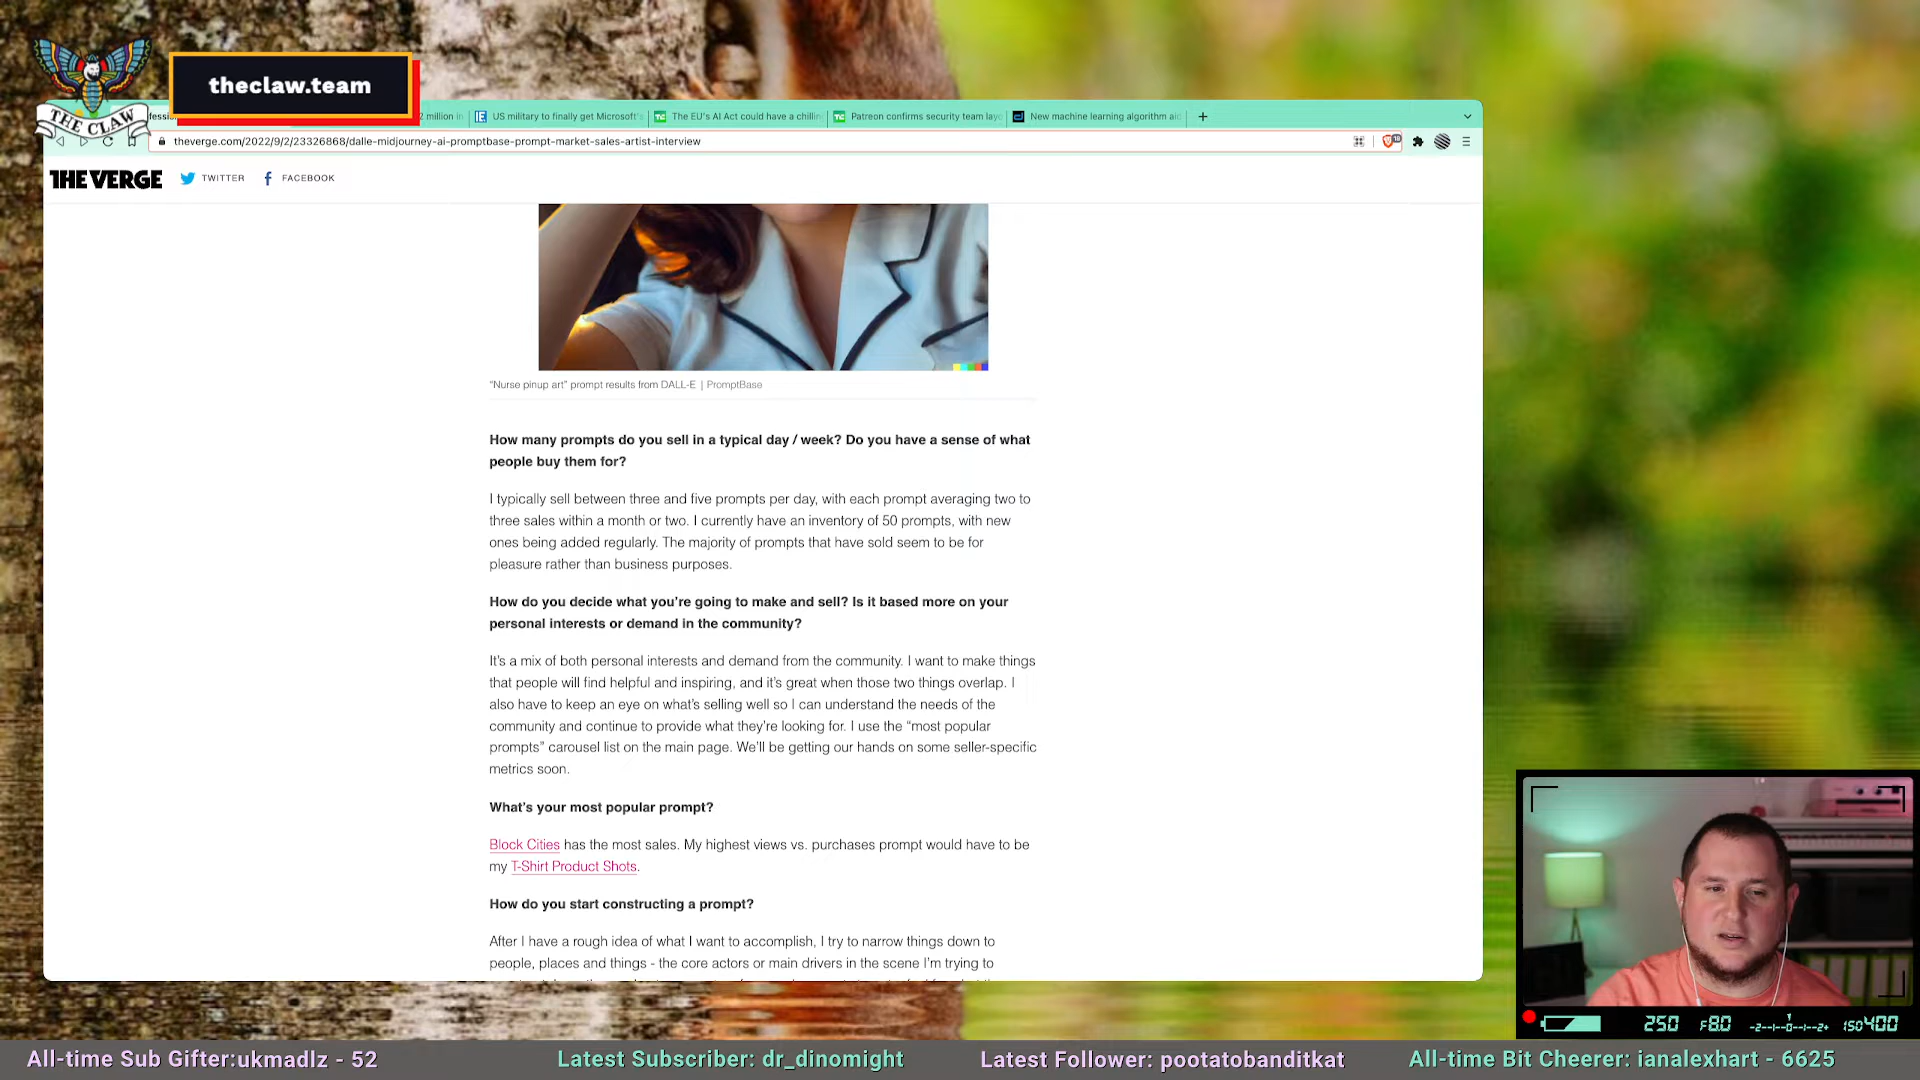 theclaw.team
THE CLAW
fession
2 million in
US military to finally get Microsoft's
The EU's AI Act could have a chillin
Patreon confirms security team layo
New machine learning algorithm aid
theverge.com/2022/9/2/23326868/dalle-midjourney-ai-promptbase-prompt-market-sales-artist-interview
THE VERGE
TWITTER
FACEBOOK
"Nurse pinup art" prompt results from DALL-E | PromptBase
How many prompts do you sell in a typical day / week? Do you have a sense of what
people buy them for?
I typically sell between three and five prompts per day, with each prompt averaging two to
three sales within a month or two. I currently have an inventory of 50 prompts, with new
ones being added regularly. The majority of prompts that have sold seem to be for
pleasure rather than business purposes.
How do you decide what you're going to make and sell? Is it based more on your
personal interests or demand in the community?
It's a mix of both personal interests and demand from the community. I want to make things
that people will find helpful and inspiring, and it's great when those two things overlap. I
also have to keep an eye on what's selling well so I can understand the needs of the
community and continue to provide what they're looking for. I use the "most popular
prompts" carousel list on the main page. We'll be getting our hands on some seller-specific
metrics soon.
What's your most popular prompt?
Block Cities has the most sales. My highest views vs. purchases prompt would have to be
my T-Shirt Product Shots.
How do you start constructing a prompt?
After I have a rough idea of what I want to accomplish, I try to narrow things down to
people, places and things - the core actors or main drivers in the scene I'm trying to
250 F8.0 -2--1--0--1--2+ ISO400
All-time Sub Gifter:ukmadlz - 52
Latest Subscriber: dr_dinomight
Latest Follower: pootatobanditkat
All-time Bit Cheerer: ianalexhart - 6625